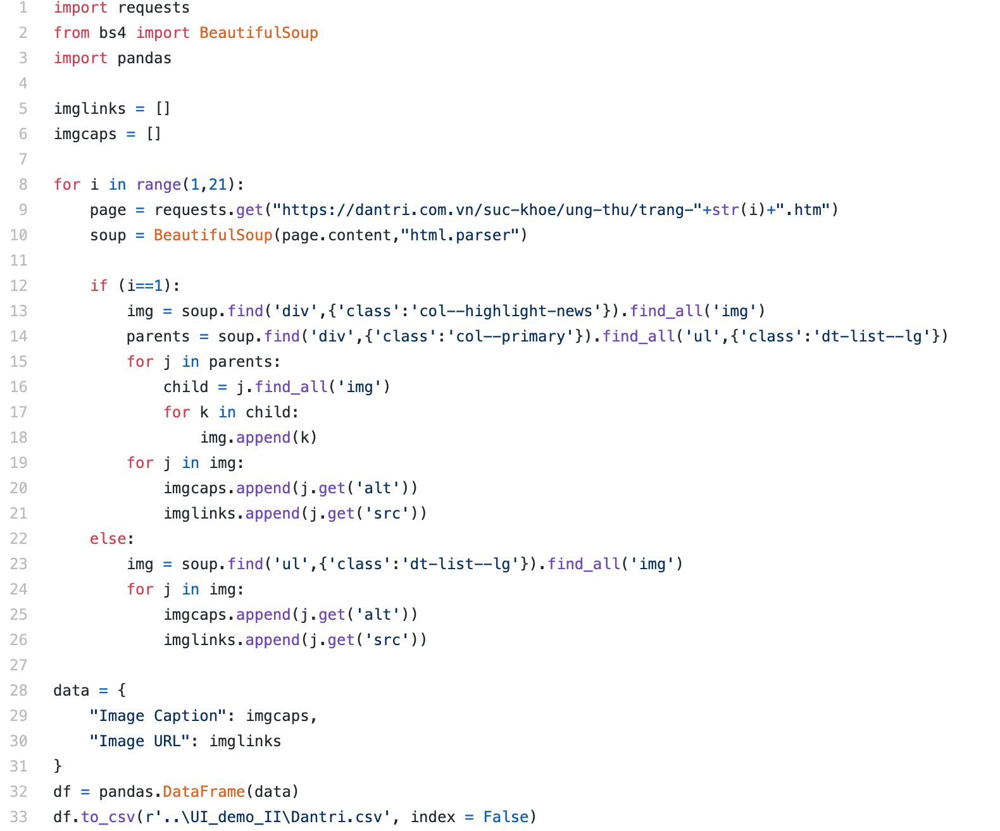 1 import requests
2 from bs4 import BeautifulSoup
3 import pandas
4
5 imglinks = []
6 imgcaps = []
7
8 for i in range(1,21):
9     page = requests.get("https://dantri.com.vn/suc-khoe/ung-thu/trang-"+str(i)+".htm")
10     soup = BeautifulSoup(page.content,"html.parser")
11
12     if (i==1):
13         img = soup.find('div',{'class':'col--highlight-news'}).find_all('img')
14         parents = soup.find('div',{'class':'col--primary'}).find_all('ul',{'class':'dt-list--lg'})
15         for j in parents:
16             child = j.find_all('img')
17             for k in child:
18                 img.append(k)
19         for j in img:
20             imgcaps.append(j.get('alt'))
21             imglinks.append(j.get('src'))
22     else:
23         img = soup.find('ul',{'class':'dt-list--lg'}).find_all('img')
24         for j in img:
25             imgcaps.append(j.get('alt'))
26             imglinks.append(j.get('src'))
27
28 data = {
29     "Image Caption": imgcaps,
30     "Image URL": imglinks
31 }
32 df = pandas.DataFrame(data)
33 df.to_csv(r'..\UI_demo_II\Dantri.csv', index = False)